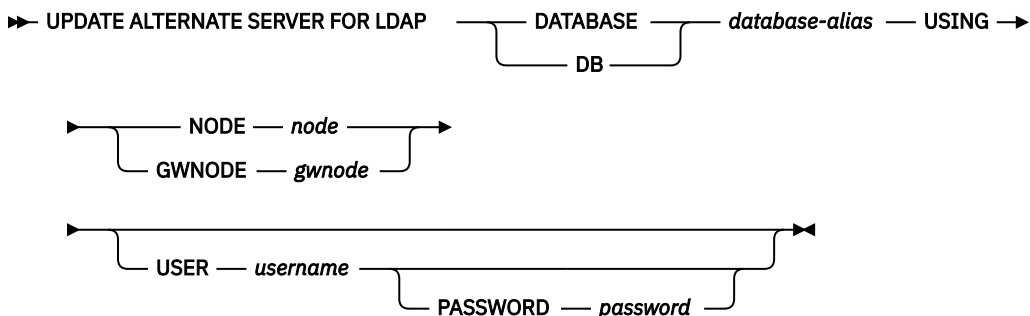 UPDATE ALTERNATE SERVER FOR LDAP DATABASE database-alias USING
DB
NODE node
GWNODE gwnode
USER username
PASSWORD password